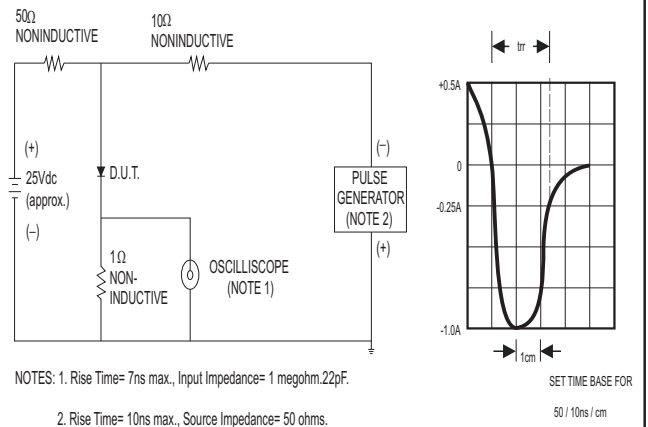 50Ω
NONINDUCTIVE
10Ω
NONINDUCTIVE
(+)
25Vdc
(approx.)
(–)
D.U.T.
1Ω
NON-
INDUCTIVE
OSCILLISCOPE
(NOTE 1)
(–)
PULSE
GENERATOR
(NOTE 2)
(+)
trr
+0.5A
0
-0.25A
-1.0A
1cm
SET TIME BASE FOR
50 / 10ns / cm
NOTES: 1. Rise Time= 7ns max., Input Impedance= 1 megohm.22pF.
2. Rise Time= 10ns max., Source Impedance= 50 ohms.